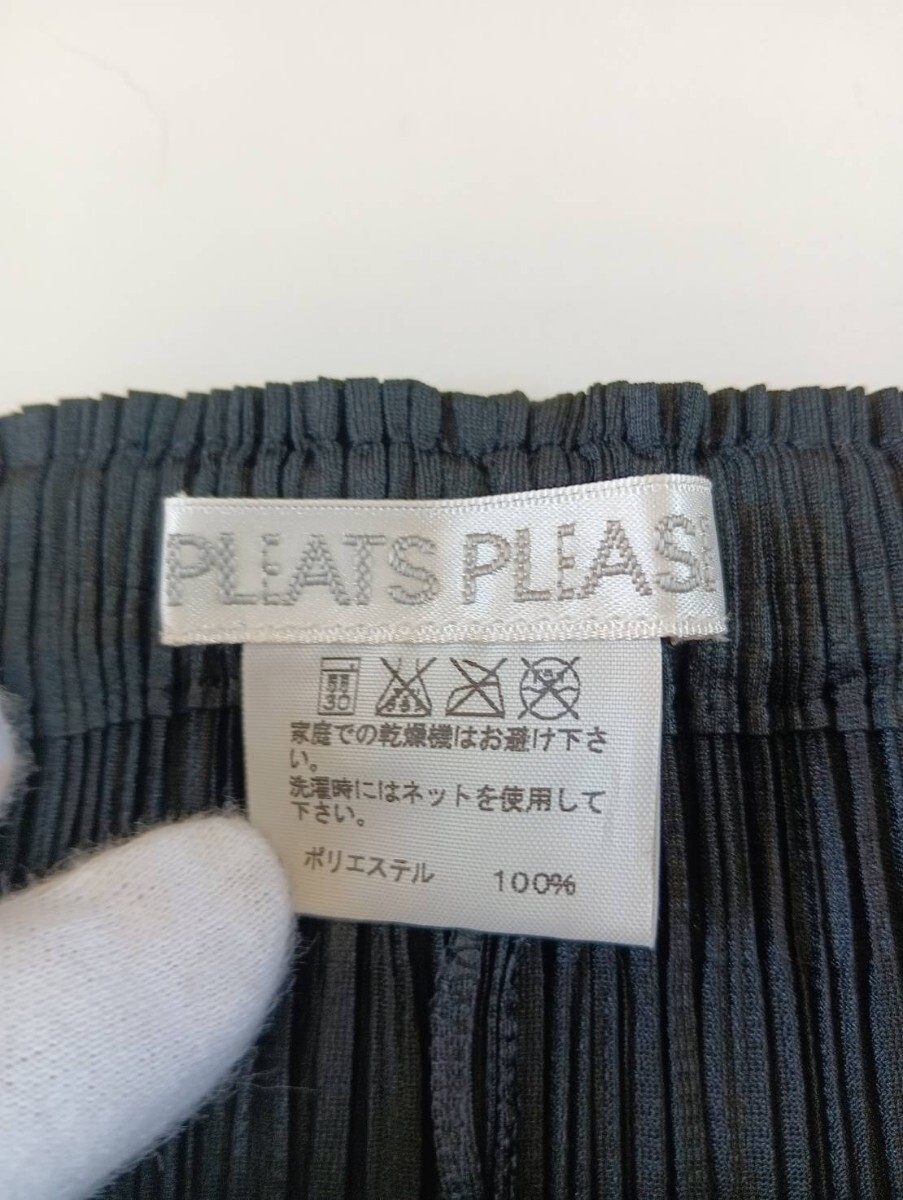 PLEATS PLEASE
30
家庭での乾燥機はお避け下さ
い。
洗濯時にはネットを使用して
下さい。
ポリエステル 100%